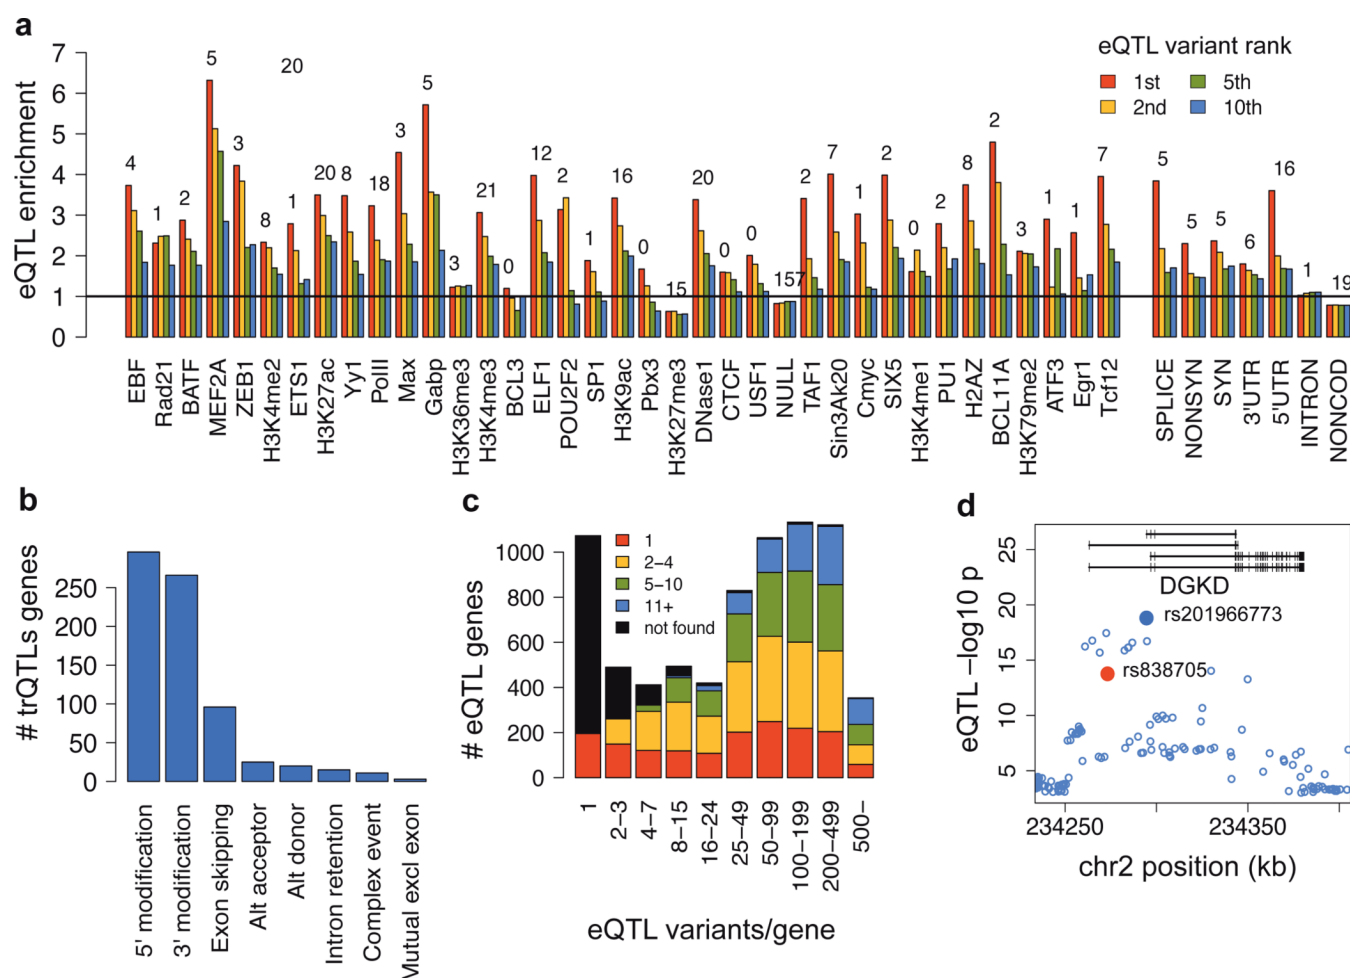 a
eQTL enrichment
7
6
5
4
3
2
1
0
eQTL variant rank
1st
5th
2nd
10th
4
1
2
5
3
8
20
1
20
8
18
3
5
3
21
0
12
2
1
16
0
15
20
0
2
157
2
7
1
2
0
2
8
2
3
1
1
7
5
5
5
6
16
1
19
EBF
Rad21
BATF
MEF2A
ZEB1
H3K4me2
ETS1
H3K27ac
Yy1
PolII
Max
Gabp
H3K36me3
H3K4me3
BCL3
ELF1
POU2F2
SP1
H3K9ac
Pbx3
H3K27me3
DNase1
CTCF
USF1
NULL
TAF1
Sin3Ak20
Cmyc
SIX5
H3K4me1
PU1
H2AZ
BCL11A
H3K79me2
ATF3
Egr1
Tcf12
SPLICE
NONSYN
SYN
3'UTR
5'UTR
INTRON
NONCOD
b
# trQTLs genes
250
200
150
100
50
0
5' modification
3' modification
Exon skipping
Alt acceptor
Alt donor
Intron retention
Complex event
Mutual excl exon
c
# eQTL genes
1000
800
600
400
200
0
1
2–4
5–10
11+
not found
1
2–3
4–7
8–15
16–24
25–49
50–99
100–199
200–499
500–
eQTL variants/gene
d
eQTL –log10 p
25
20
15
10
5
DGKD
rs201966773
rs838705
234250
234350
chr2 position (kb)